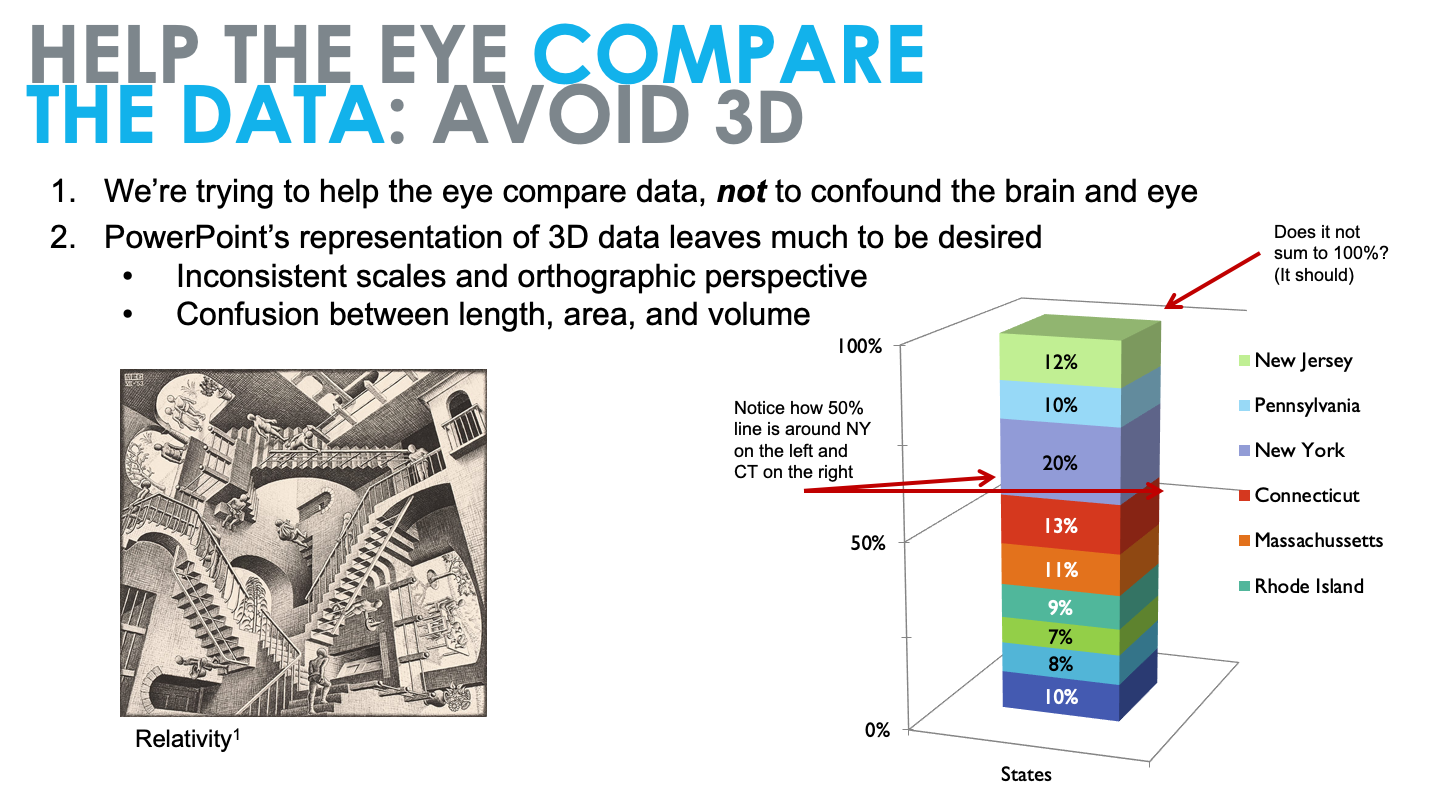 HELP THE EYE COMPARE
THE DATA: AVOID 3D
1. We’re trying to help the eye compare data, not to confound the brain and eye
2. PowerPoint’s representation of 3D data leaves much to be desired
• Inconsistent scales and orthographic perspective
• Confusion between length, area, and volume
Relativity1
Does it not
sum to 100%?
(It should)
Notice how 50%
line is around NY
on the left and
CT on the right
100%
50%
0%
12%
10%
20%
13%
11%
9%
7%
8%
10%
States
New Jersey
Pennsylvania
New York
Connecticut
Massachussetts
Rhode Island